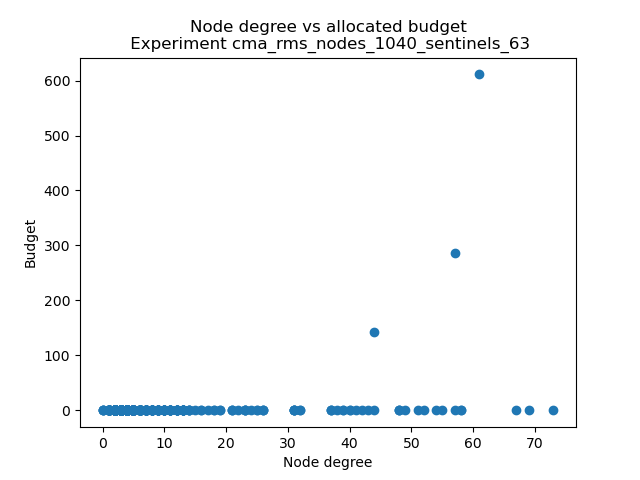 Node degree vs allocated budget
Experiment cma_rms_nodes_1040_sentinels_63
600
500
400
300
200
100
0
Budget
0 10 20 30 40 50 60 70
Node degree